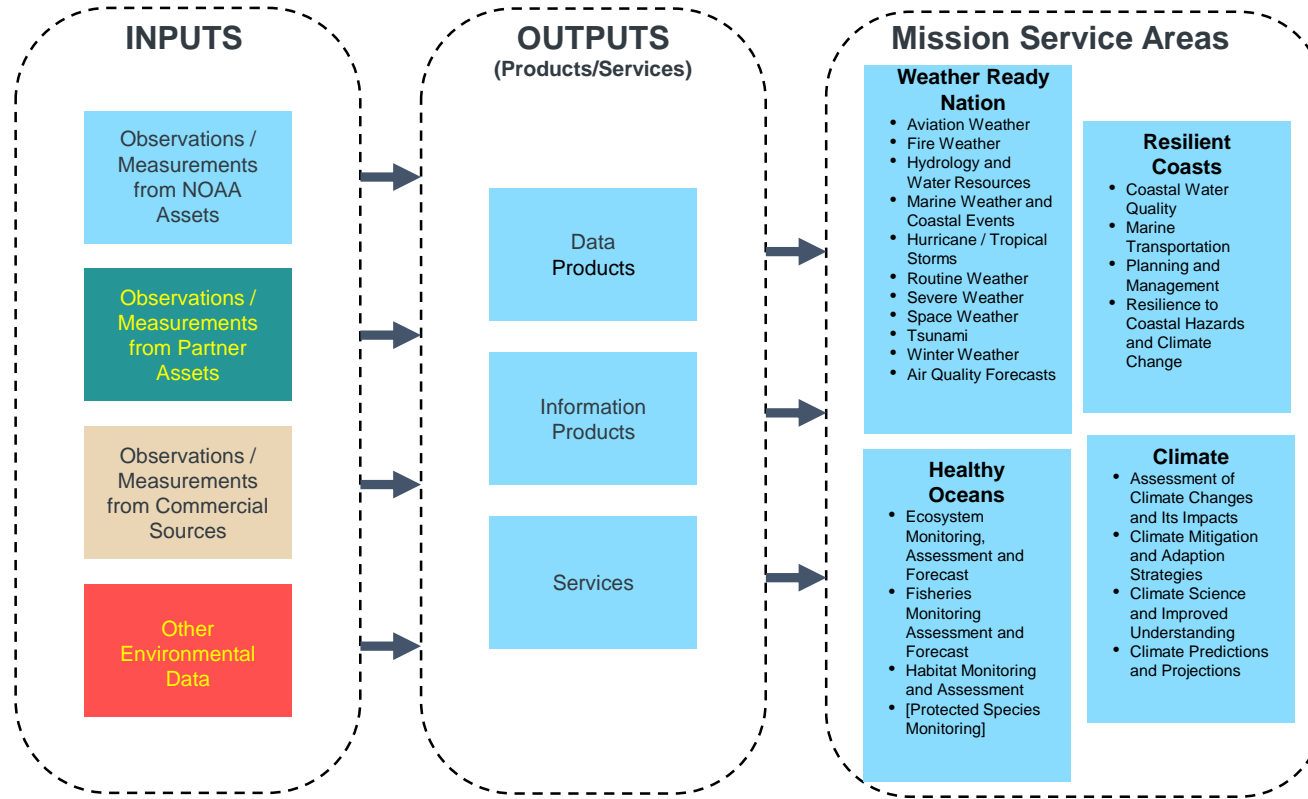 INPUTS
Observations /
Measurements
from NOAA
Assets
Observations /
Measurements
from Partner
Assets
Observations /
Measurements
from Commercial
Sources
Other
Environmental
Data
OUTPUTS
(Products/Services)
Data
Products
Information
Products
Services
Mission Service Areas
Weather Ready
Nation
• Aviation Weather
• Fire Weather
• Hydrology and
Water Resources
• Marine Weather and
Coastal Events
• Hurricane / Tropical
Storms
• Routine Weather
• Severe Weather
• Space Weather
• Tsunami
• Winter Weather
• Air Quality Forecasts
Resilient
Coasts
• Coastal Water
Quality
• Marine
Transportation
• Planning and
Management
• Resilience to
Coastal Hazards
and Climate
Change
Healthy
Oceans
• Ecosystem
Monitoring,
Assessment and
Forecast
• Fisheries
Monitoring
Assessment and
Forecast
• Habitat Monitoring
and Assessment
• [Protected Species
Monitoring]
Climate
• Assessment of
Climate Changes
and Its Impacts
• Climate Mitigation
and Adaption
Strategies
• Climate Science
and Improved
Understanding
• Climate Predictions
and Projections